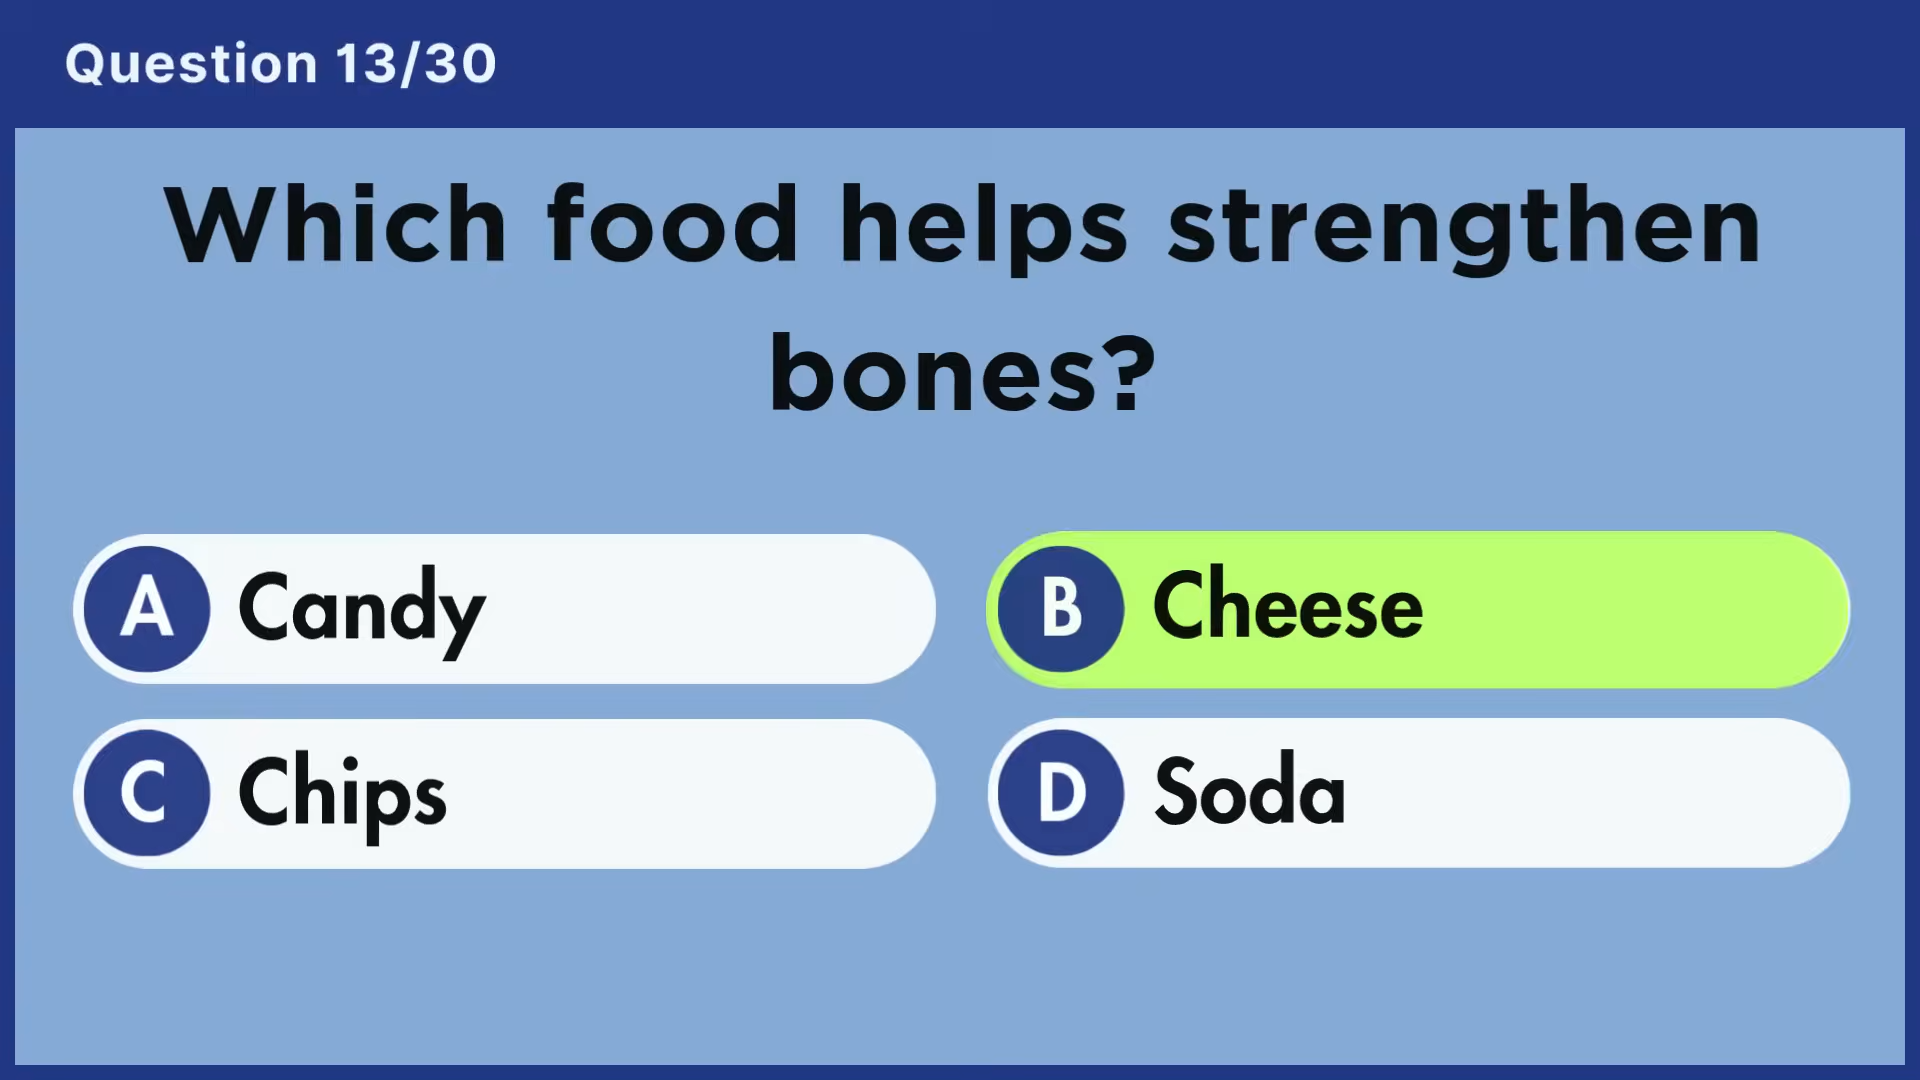 Question 13/30
Which food helps strengthen
bones?
A Candy
B Cheese
C Chips
D Soda